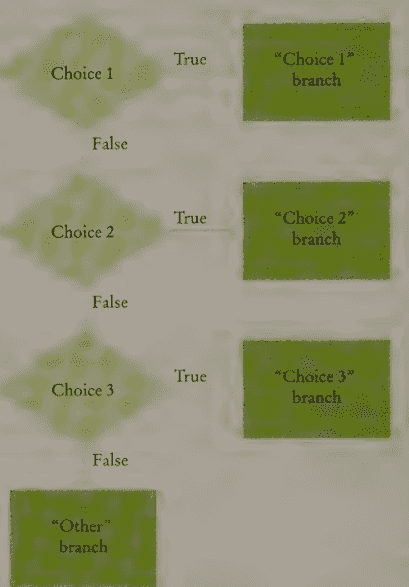 Choice 1
True
“Choice 1”
branch
False
Choice 2
True
“Choice 2”
branch
False
Choice 3
True
“Choice 3”
branch
False
“Other”
branch